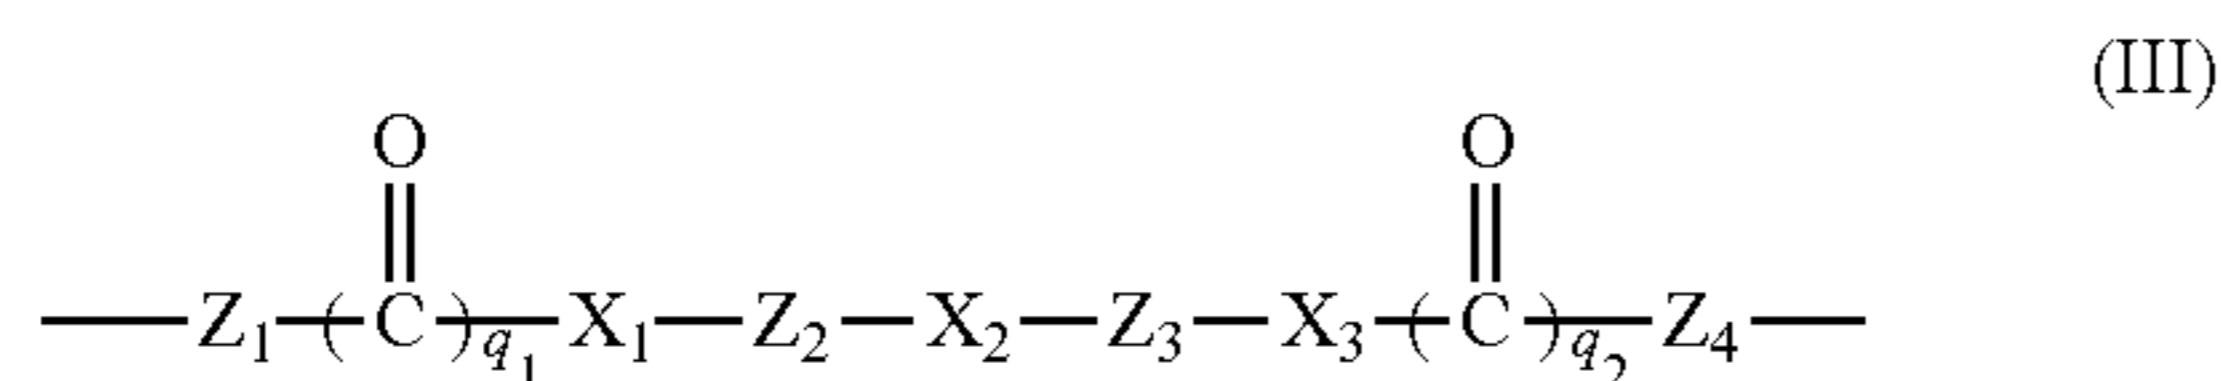 (III)
O O
—Z₁—(C)q₁—X₁—Z₂—X₂—Z₃—X₃—(C)q₂—Z₄—